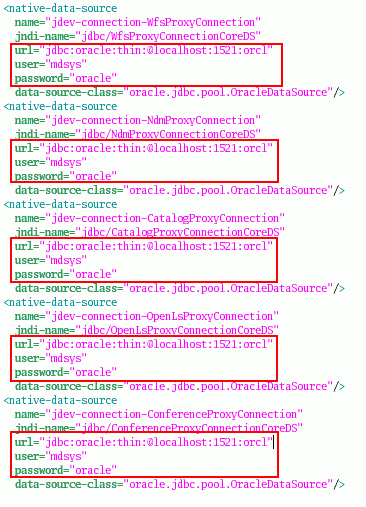 <native-data-source
name="jdev-connection-WfsProxyConnection"
jndi-name="jdbc/WfsProxyConnectionCoreDS"
url="jdbc:oracle:thin:@localhost:1521:orcl"
user="mdsys"
password="oracle"
data-source-class="oracle.jdbc.pool.OracleDataSource"/>
<native-data-source
name="jdev-connection-NdmProxyConnection"
jndi-name="jdbc/NdmProxyConnectionCoreDS"
url="jdbc:oracle:thin:@localhost:1521:orcl"
user="mdsys"
password="oracle"
data-source-class="oracle.jdbc.pool.OracleDataSource"/>
<native-data-source
name="jdev-connection-CatalogProxyConnection"
jndi-name="jdbc/CatalogProxyConnectionCoreDS"
url="jdbc:oracle:thin:@localhost:1521:orcl"
user="mdsys"
password="oracle"
data-source-class="oracle.jdbc.pool.OracleDataSource"/>
<native-data-source
name="jdev-connection-OpenLsProxyConnection"
jndi-name="jdbc/OpenLsProxyConnectionCoreDS"
url="jdbc:oracle:thin:@localhost:1521:orcl"
user="mdsys"
password="oracle"
data-source-class="oracle.jdbc.pool.OracleDataSource"/>
<native-data-source
name="jdev-connection-ConferenceProxyConnection"
jndi-name="jdbc/ConferenceProxyConnectionCoreDS"
url="jdbc:oracle:thin:@localhost:1521:orcl"
user="mdsys"
password="oracle"
data-source-class="oracle.jdbc.pool.OracleDataSource"/>